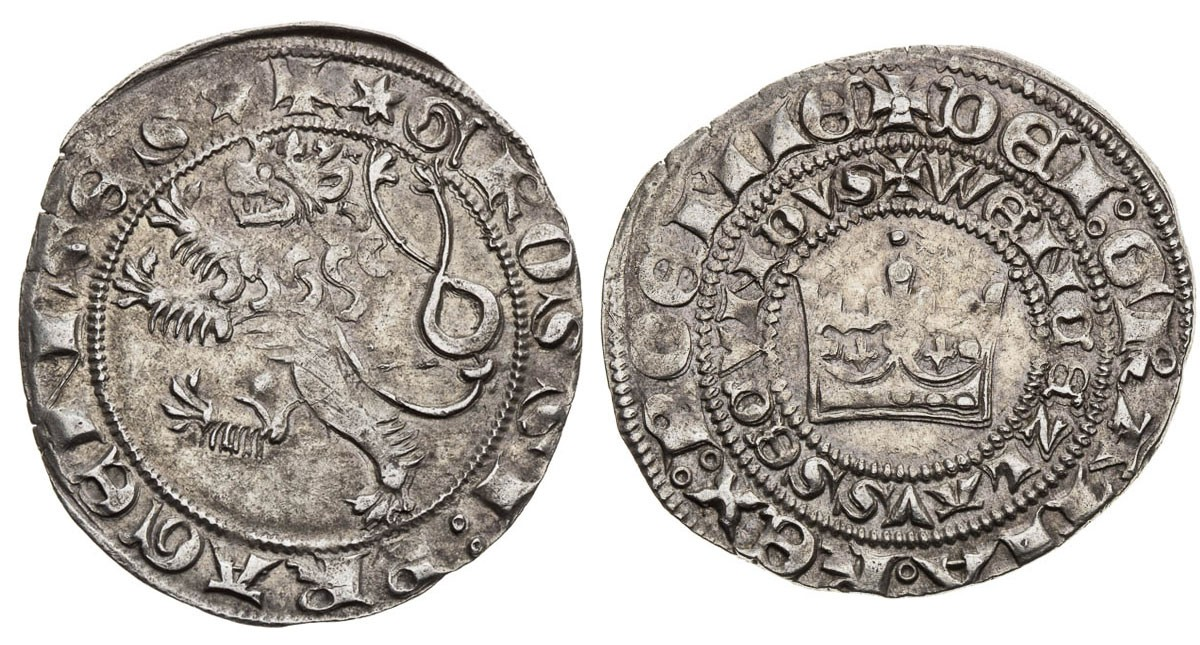 ✶ GROSSI : PRAGENSES ✶
✠ DEI : GRATIA : REX : BOEMIE
✠ WENCEZLAVS SECVNDVS